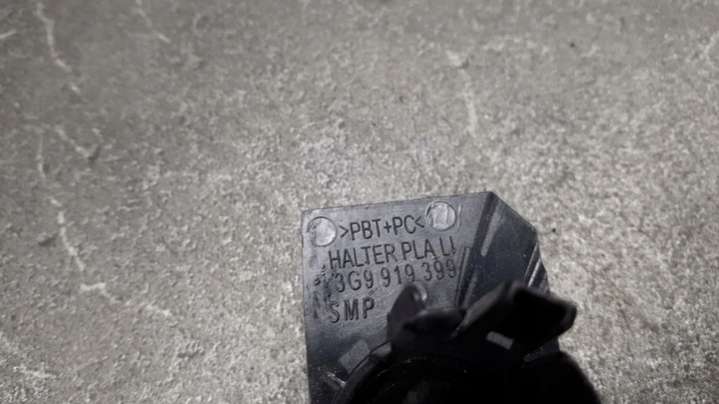 >PBT+PC<
HALTER PLA LI
3G9 919 399
SMP